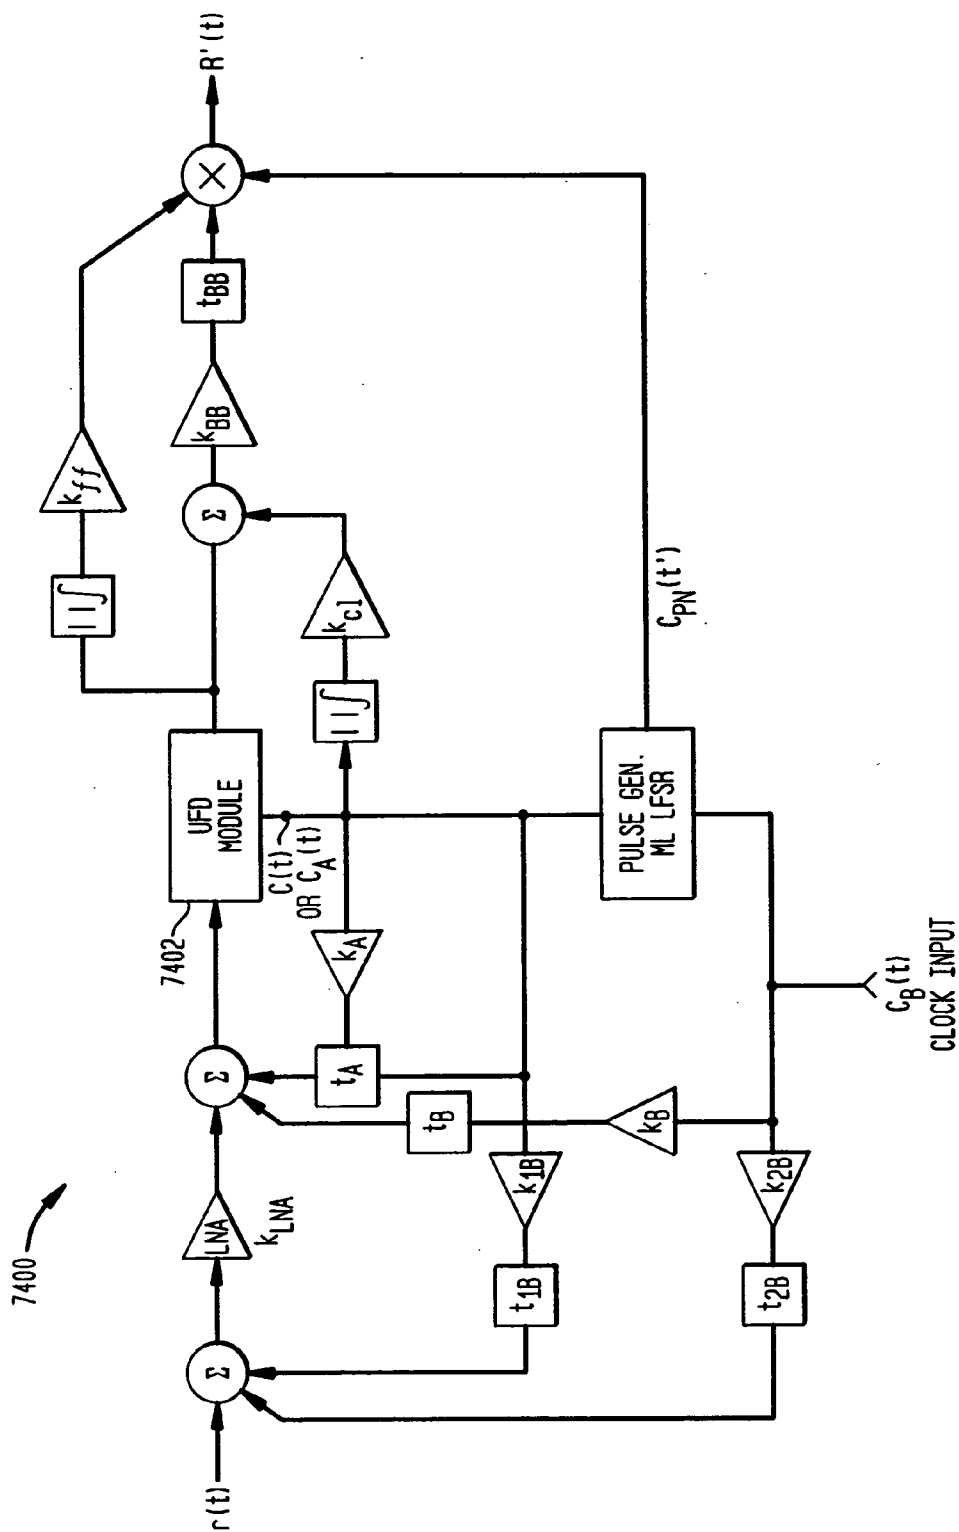 7400
r(t)
Σ
LNA
k_LNA
Σ
7402
UFD
MODULE
| |∫
k_ff
Σ
k_BB
t_BB
×
R'(t)
C(t)
OR C_A(t)
k_A
t_A
| |∫
k_cl
t_B
k_B
k_1B
t_1B
PULSE GEN.
ML LFSR
C_PN(t')
k_2B
t_2B
C_B(t)
CLOCK INPUT